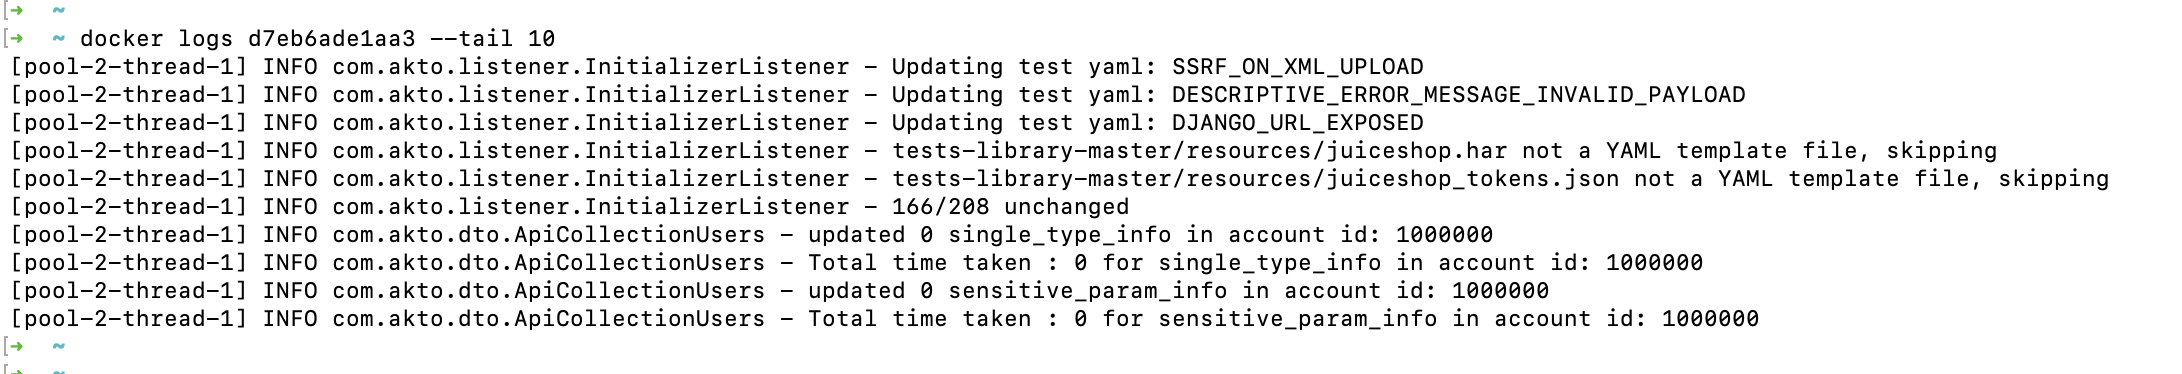 [➜ ~
[➜ ~ docker logs d7eb6ade1aa3 --tail 10
[pool-2-thread-1] INFO com.akto.listener.InitializerListener - Updating test yaml: SSRF_ON_XML_UPLOAD
[pool-2-thread-1] INFO com.akto.listener.InitializerListener - Updating test yaml: DESCRIPTIVE_ERROR_MESSAGE_INVALID_PAYLOAD
[pool-2-thread-1] INFO com.akto.listener.InitializerListener - Updating test yaml: DJANGO_URL_EXPOSED
[pool-2-thread-1] INFO com.akto.listener.InitializerListener - tests-library-master/resources/juiceshop.har not a YAML template file, skipping
[pool-2-thread-1] INFO com.akto.listener.InitializerListener - tests-library-master/resources/juiceshop_tokens.json not a YAML template file, skipping
[pool-2-thread-1] INFO com.akto.listener.InitializerListener - 166/208 unchanged
[pool-2-thread-1] INFO com.akto.dto.ApiCollectionUsers - updated 0 single_type_info in account id: 1000000
[pool-2-thread-1] INFO com.akto.dto.ApiCollectionUsers - Total time taken : 0 for single_type_info in account id: 1000000
[pool-2-thread-1] INFO com.akto.dto.ApiCollectionUsers - updated 0 sensitive_param_info in account id: 1000000
[pool-2-thread-1] INFO com.akto.dto.ApiCollectionUsers - Total time taken : 0 for sensitive_param_info in account id: 1000000
[➜ ~
[➜ ~